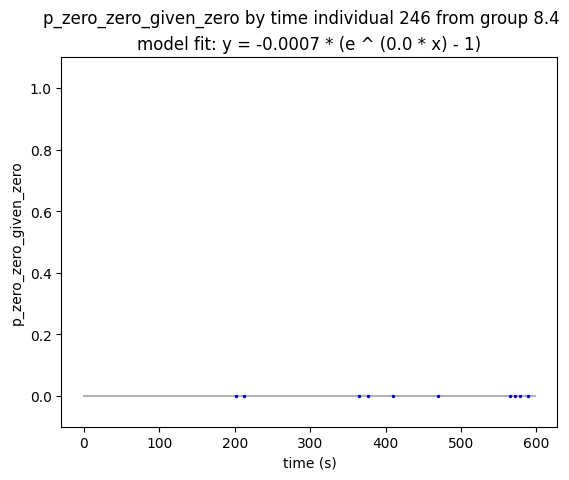 p_zero_zero_given_zero by time individual 246 from group 8.4
model fit: y = -0.0007 * (e ^ (0.0 * x) - 1)
1.0
0.8
0.6
0.4
0.2
0.0
p_zero_zero_given_zero
0 100 200 300 400 500 600
time (s)